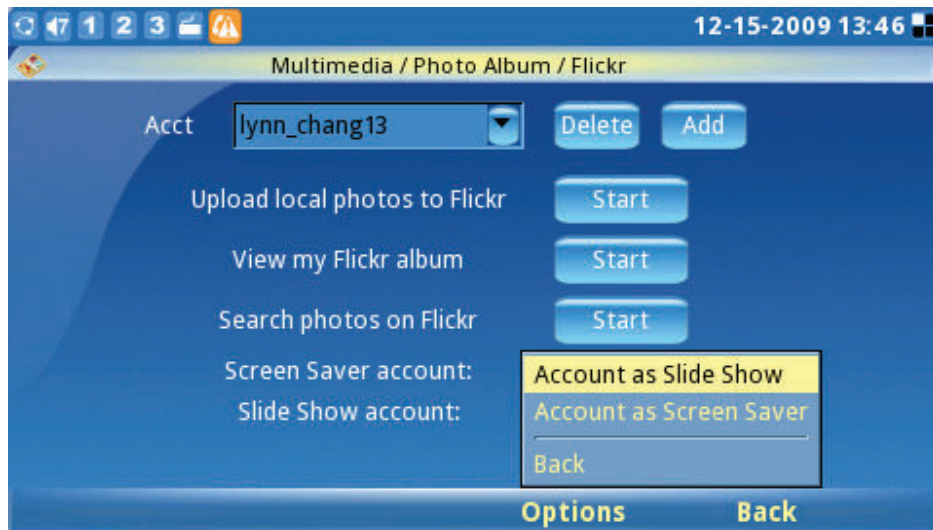 47 1 2 3 12-15-2009 13:46
Multimedia / Photo Album / Flickr
Acct lynn_chang13 Delete Add
Upload local photos to Flickr Start
View my Flickr album Start
Search photos on Flickr Start
Screen Saver account: Account as Slide Show
Slide Show account: Account as Screen Saver
Back
Options Back